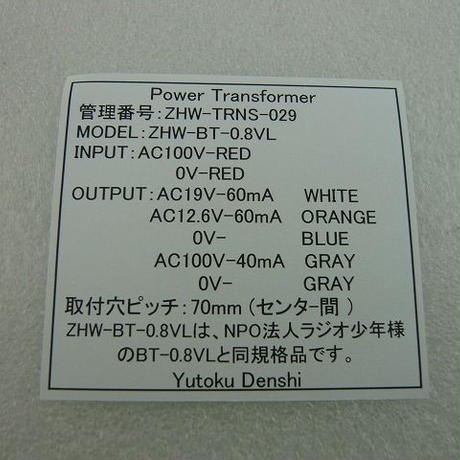 Power Transformer
管理番号：ZHW-TRNS-029
MODEL：ZHW-BT-0.8VL
INPUT：AC100V-RED
0V-RED
OUTPUT：AC19V-60mA WHITE
AC12.6V-60mA ORANGE
0V- BLUE
AC100V-40mA GRAY
0V- GRAY
取付穴ピッチ：70mm（センター間）
ZHW-BT-0.8VLは、NPO法人ラジオ少年様
のBT-0.8VLと同規格品です。
Yutoku Denshi